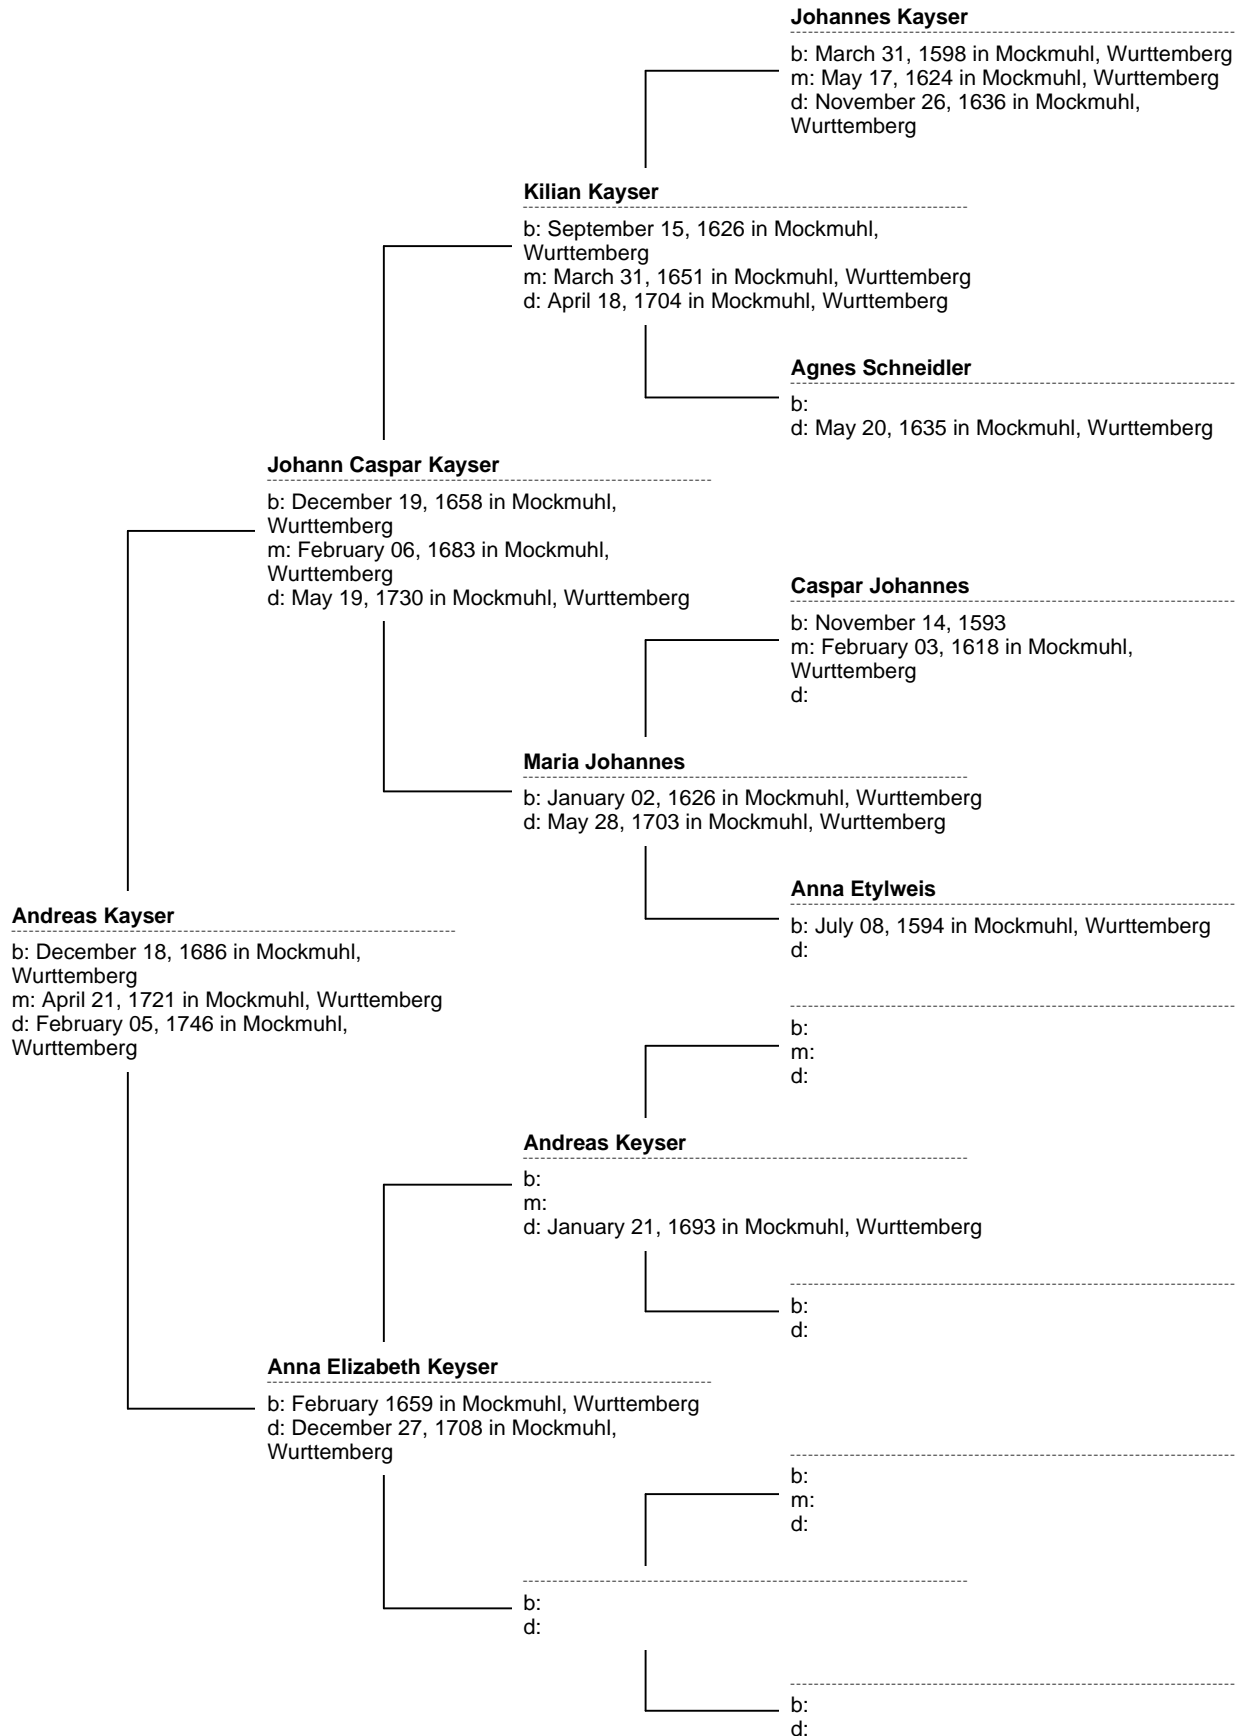 Johannes Kayser
b: March 31, 1598 in Mockmuhl, Wurttemberg
m: May 17, 1624 in Mockmuhl, Wurttemberg
d: November 26, 1636 in Mockmuhl,
Wurttemberg
Kilian Kayser
b: September 15, 1626 in Mockmuhl,
Wurttemberg
m: March 31, 1651 in Mockmuhl, Wurttemberg
d: April 18, 1704 in Mockmuhl, Wurttemberg
Agnes Schneidler
b:
d: May 20, 1635 in Mockmuhl, Wurttemberg
Johann Caspar Kayser
b: December 19, 1658 in Mockmuhl,
Wurttemberg
m: February 06, 1683 in Mockmuhl,
Wurttemberg
d: May 19, 1730 in Mockmuhl, Wurttemberg
Caspar Johannes
b: November 14, 1593
m: February 03, 1618 in Mockmuhl,
Wurttemberg
d:
Maria Johannes
b: January 02, 1626 in Mockmuhl, Wurttemberg
d: May 28, 1703 in Mockmuhl, Wurttemberg
Anna Etylweis
b: July 08, 1594 in Mockmuhl, Wurttemberg
d:
Andreas Kayser
b: December 18, 1686 in Mockmuhl,
Wurttemberg
m: April 21, 1721 in Mockmuhl, Wurttemberg
d: February 05, 1746 in Mockmuhl,
Wurttemberg
b:
m:
d:
Andreas Keyser
b:
m:
d: January 21, 1693 in Mockmuhl, Wurttemberg
b:
d:
Anna Elizabeth Keyser
b: February 1659 in Mockmuhl, Wurttemberg
d: December 27, 1708 in Mockmuhl,
Wurttemberg
b:
m:
d:
b:
d:
b:
d: